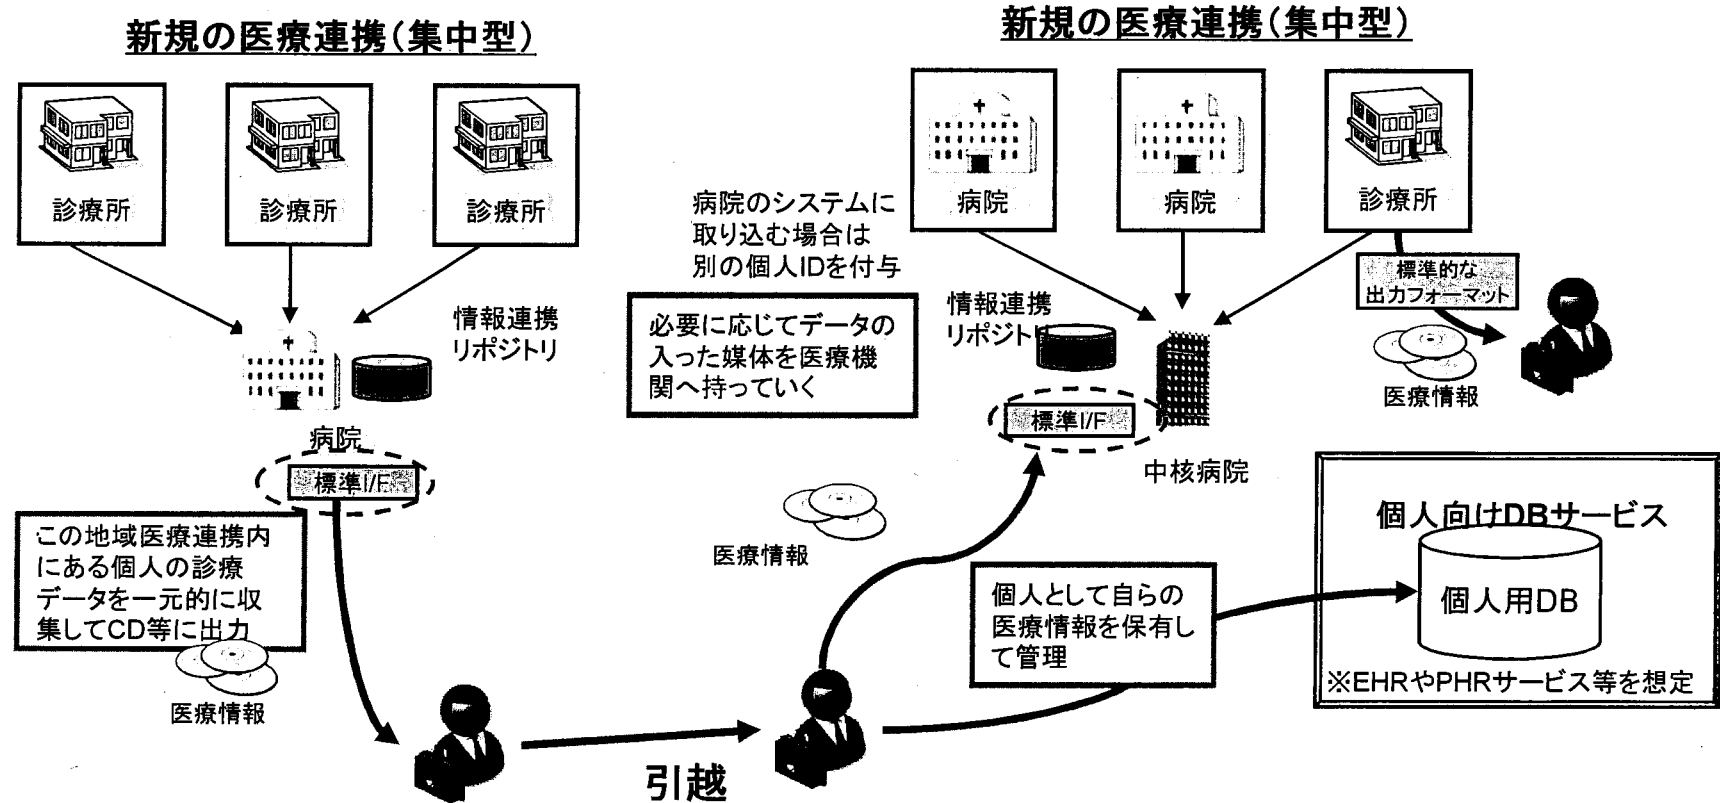 新規の医療連携(集中型)
診療所
診療所
診療所
情報連携
リポジトリ
病院
標準I/F
この地域医療連携内
にある個人の診療
データを一元的に収
集してCD等に出力
医療情報
引越
新規の医療連携(集中型)
病院
病院
診療所
病院のシステムに
取り込む場合は
別の個人IDを付与
必要に応じてデータの
入った媒体を医療機
関へ持っていく
情報連携
リポジト
標準I/F
中核病院
標準的な
出力フォーマット
医療情報
医療情報
個人として自らの
医療情報を保有し
て管理
個人向けDBサービス
個人用DB
※EHRやPHRサービス等を想定